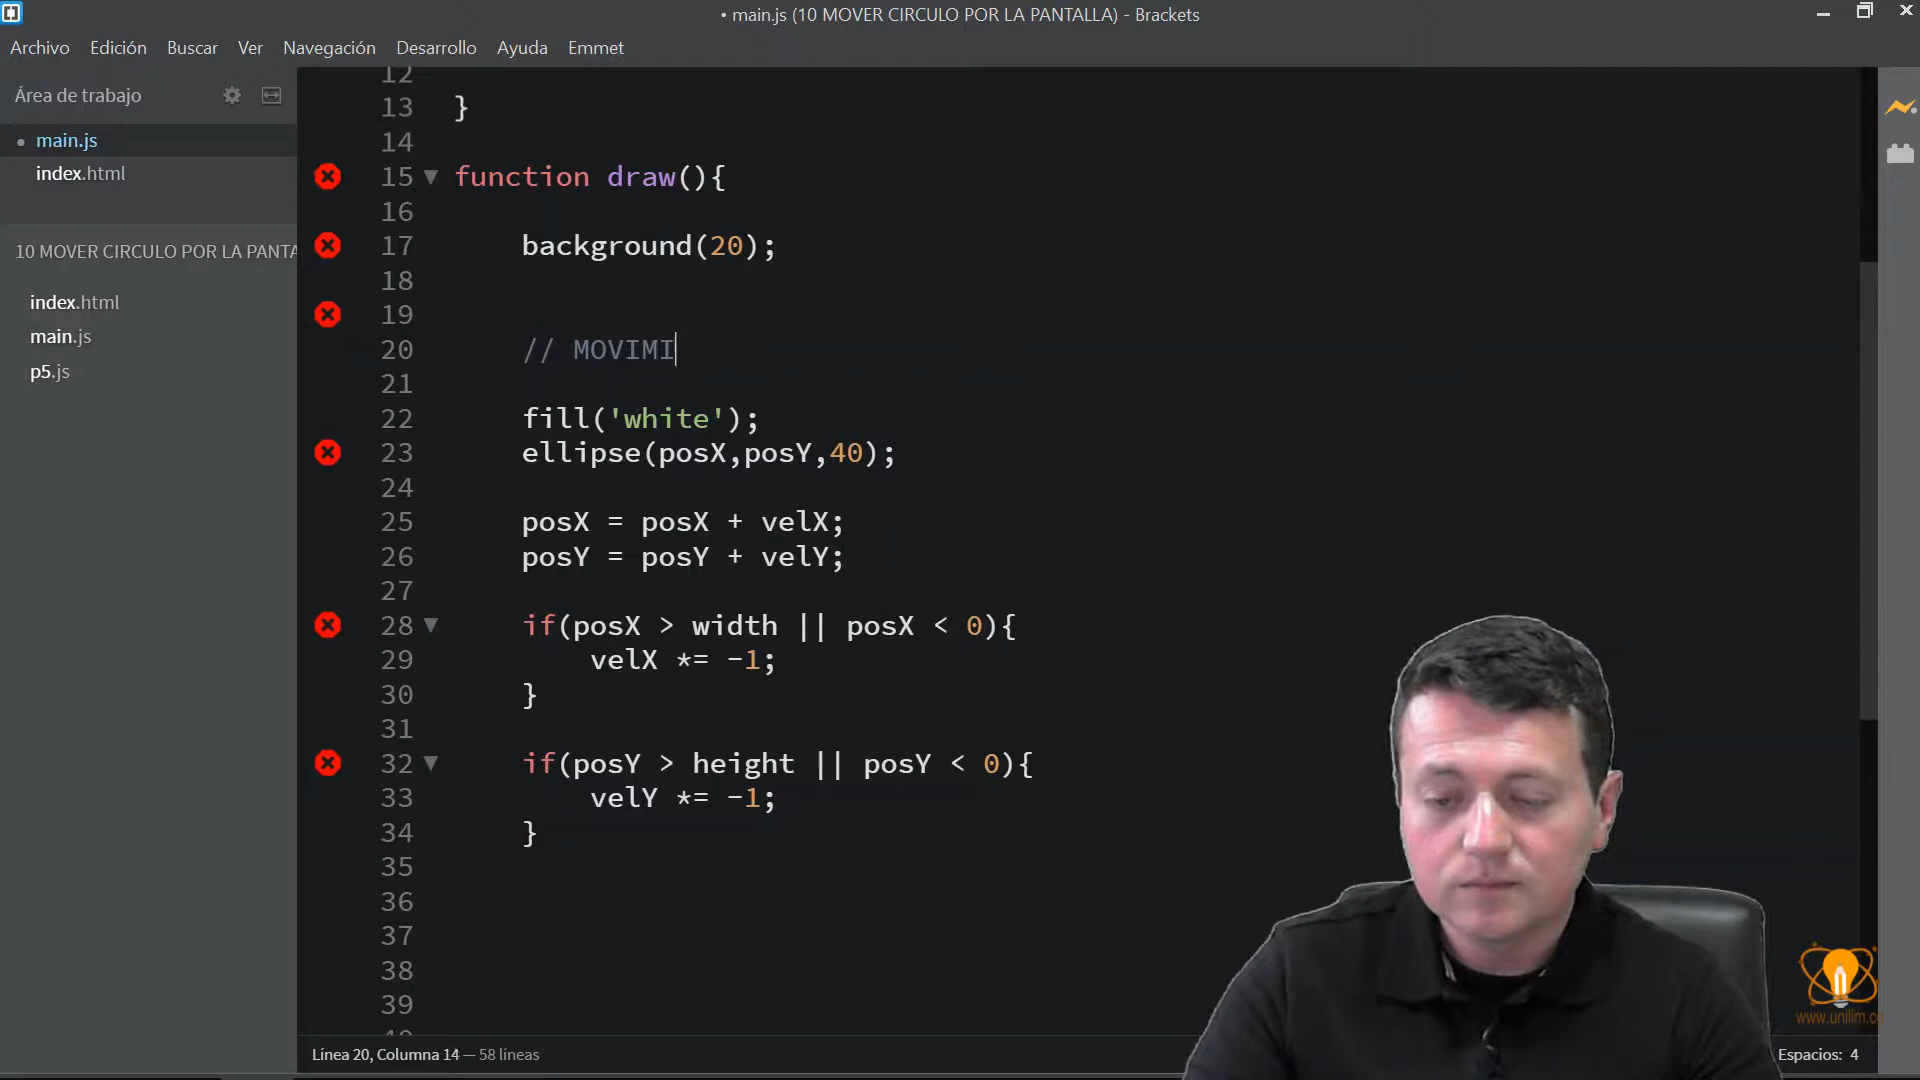 • main.js (10 MOVER CIRCULO POR LA PANTALLA) - Brackets
Archivo Edición Buscar Ver Navegación Desarrollo Ayuda Emmet
Área de trabajo
• main.js
index.html
10 MOVER CIRCULO POR LA PANTA
index.html
main.js
p5.js
12
13 }
14
15 function draw(){
16
17 background(20);
18
19
20 // MOVIMI
21
22 fill('white');
23 ellipse(posX,posY,40);
24
25 posX = posX + velX;
26 posY = posY + velY;
27
28 if(posX > width || posX < 0){
29 velX *= -1;
30 }
31
32 if(posY > height || posY < 0){
33 velY *= -1;
34 }
35
36
37
38
39
Línea 20, Columna 14 — 58 líneas
Espacios: 4